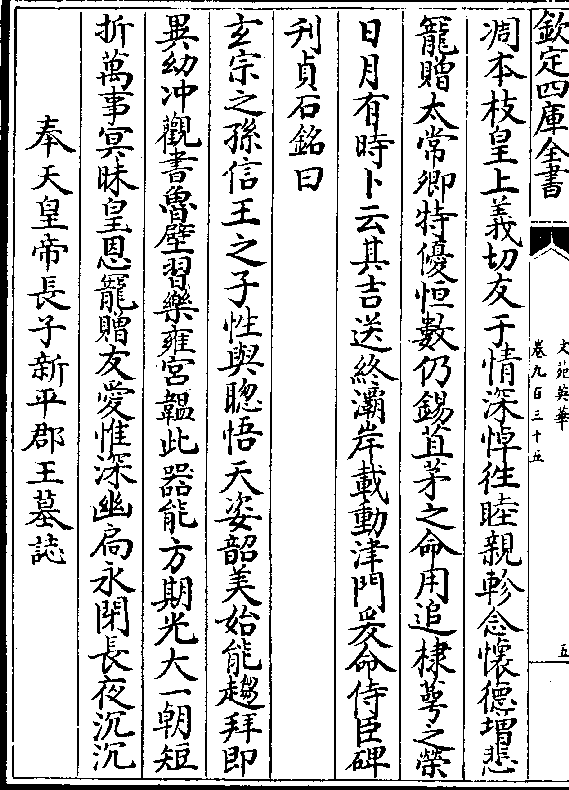 欽定四庫全書
文苑英華
卷九百三十五
五
凋本枝皇上義切友于情深悼徃睦親軫念懷德増悲
寵贈太常卿特優恒數仍錫苴茅之命用追棣萼之榮
日月有時卜云其吉送終灞岸載動津門爰命侍臣碑
刋貞石銘曰
玄宗之孫信王之子性與聰悟天姿韶美始能趨拜即
異幼冲觀書魯壁習樂雍宮韞此器能方期光大一朝短
折萬事冥昧皇恩寵贈友愛惟深幽扃永閉長夜沉沉
奉天皇帝長子新平郡王墓誌